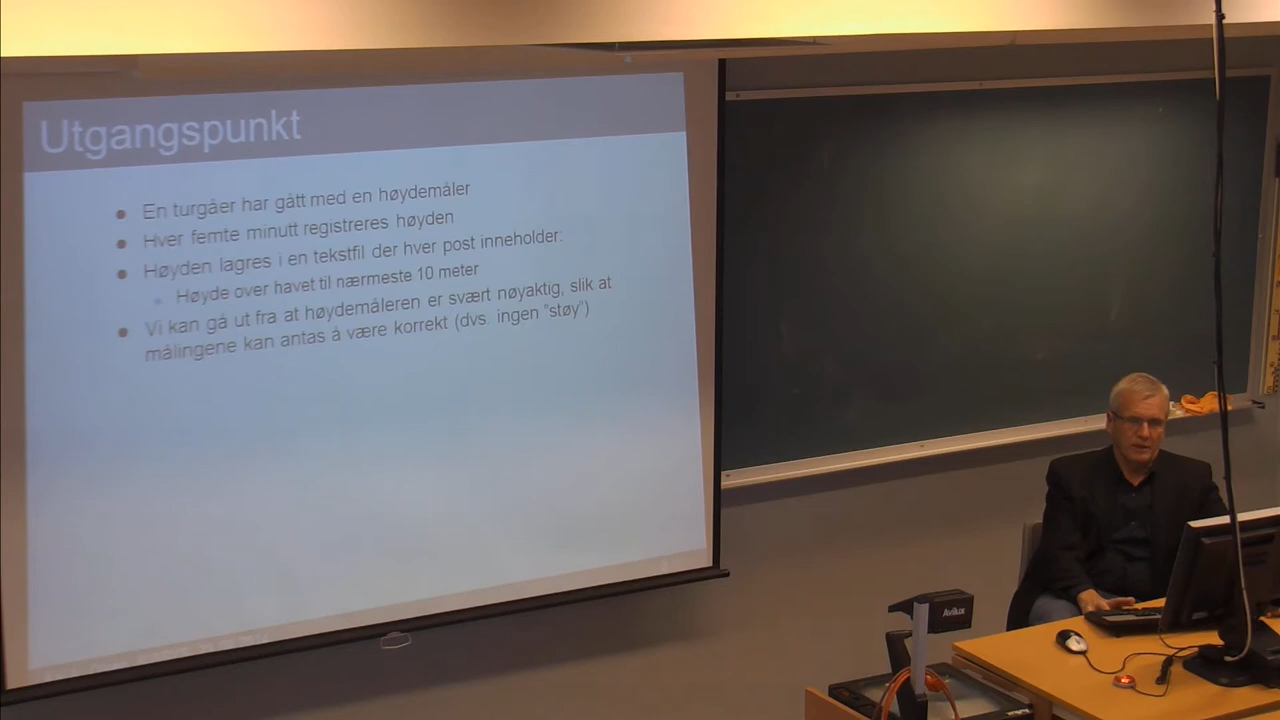 Utgangspunkt
En turgåer har gått med en høydemåler
Hver femte minutt registreres høyden
Høyden lagres i en tekstfil der hver post inneholder:
Høyde over havet til nærmeste 10 meter
Vi kan gå ut fra at høydemåleren er svært nøyaktig, slik at
målingene kan antas å være korrekt (dvs. ingen "støy")
AVerLux